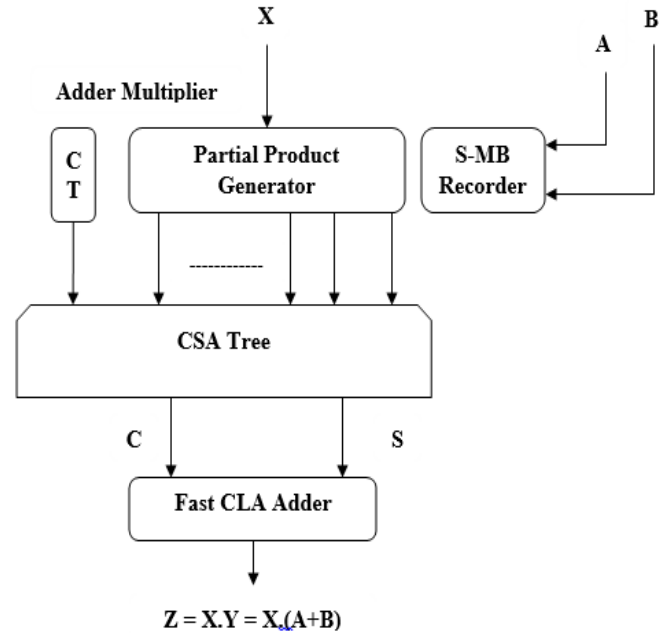 X
B
A
Adder Multiplier
C
T
Partial Product
Generator
S-MB
Recorder
------------
CSA Tree
C
S
Fast CLA Adder
Z = X.Y = X.(A+B)